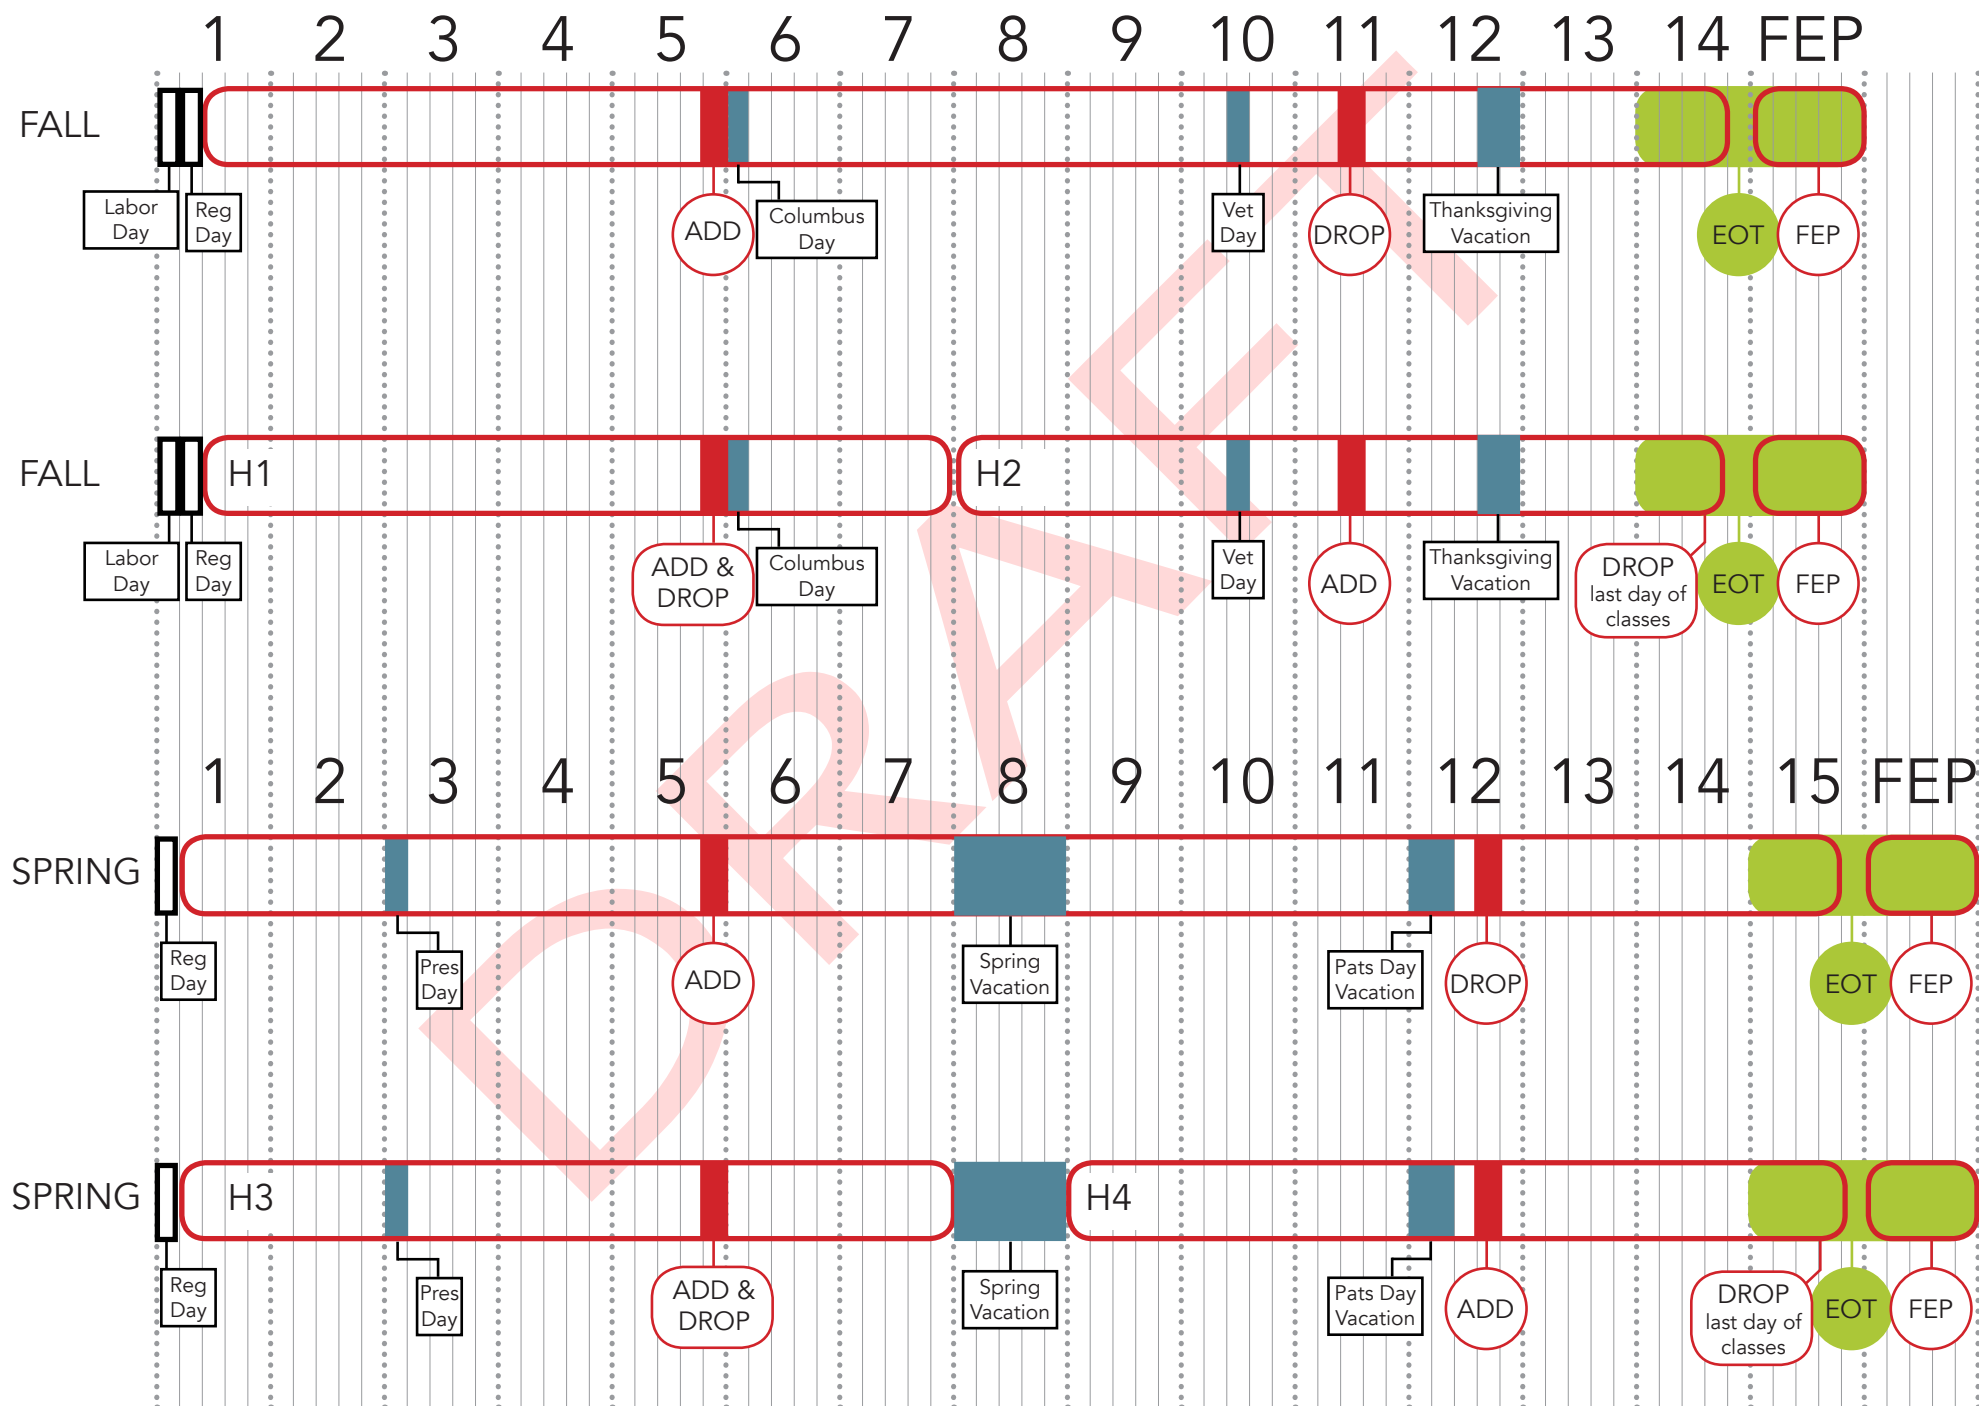 1 2 3 4 5 6 7 8 9 10 11 12 13 14 FEP
FALL
Labor
Day
Reg
Day
ADD
Columbus
Day
Vet
Day
DROP
Thanksgiving
Vacation
EOT
FEP
FALL
H1
H2
Labor
Day
Reg
Day
ADD &
DROP
Columbus
Day
Vet
Day
ADD
Thanksgiving
Vacation
DROP
last day of
classes
EOT
FEP
DRAFT
1 2 3 4 5 6 7 8 9 10 11 12 13 14 15 FEP
SPRING
Reg
Day
Pres
Day
ADD
Spring
Vacation
Pats Day
Vacation
DROP
EOT
FEP
SPRING
H3
H4
Reg
Day
Pres
Day
ADD &
DROP
Spring
Vacation
Pats Day
Vacation
ADD
DROP
last day of
classes
EOT
FEP